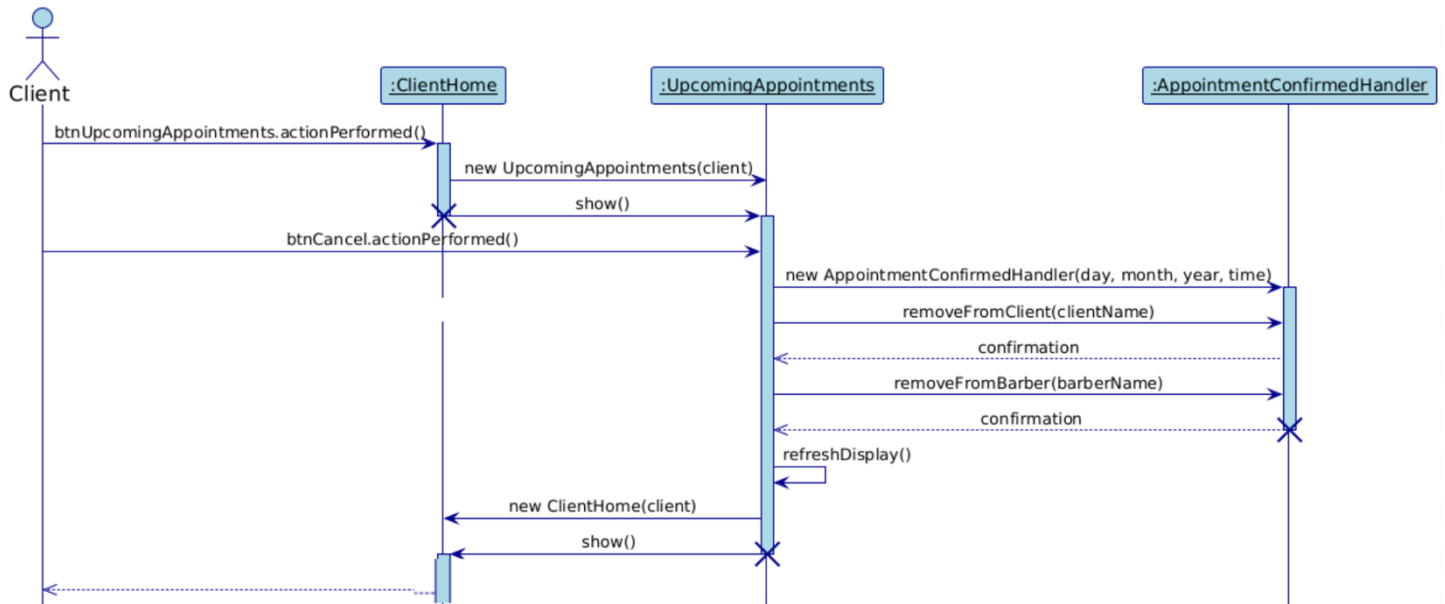 Client
:ClientHome
:UpcomingAppointments
:AppointmentConfirmedHandler
btnUpcomingAppointments.actionPerformed()
new UpcomingAppointments(client)
show()
btnCancel.actionPerformed()
new AppointmentConfirmedHandler(day, month, year, time)
removeFromClient(clientName)
confirmation
removeFromBarber(barberName)
confirmation
refreshDisplay()
new ClientHome(client)
show()